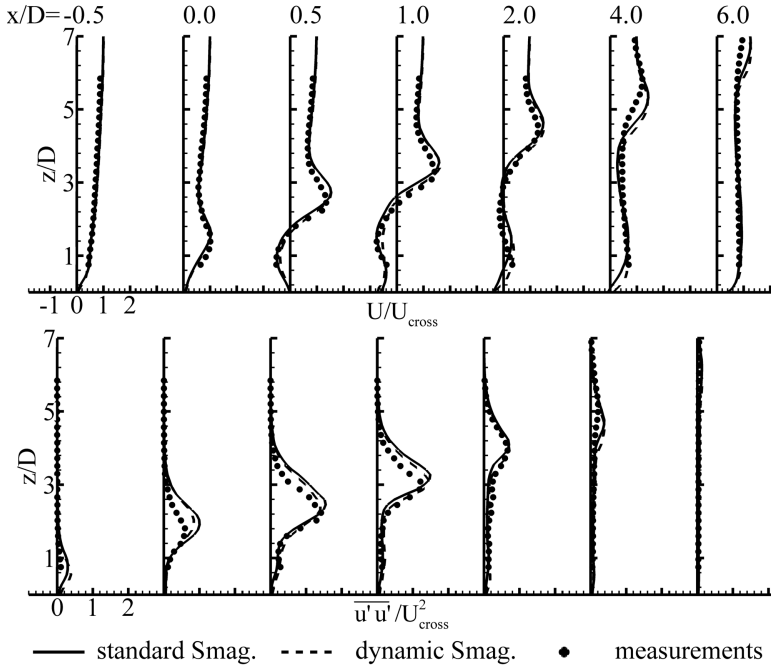 x/D=-0.5 0.0 0.5 1.0 2.0 4.0 6.0
7
5
z/D
3
1
-1 0 1 2
U/U_cross
7
5
z/D
3
1
0 1 2
u'u'/U²_cross
standard Smag. dynamic Smag. measurements